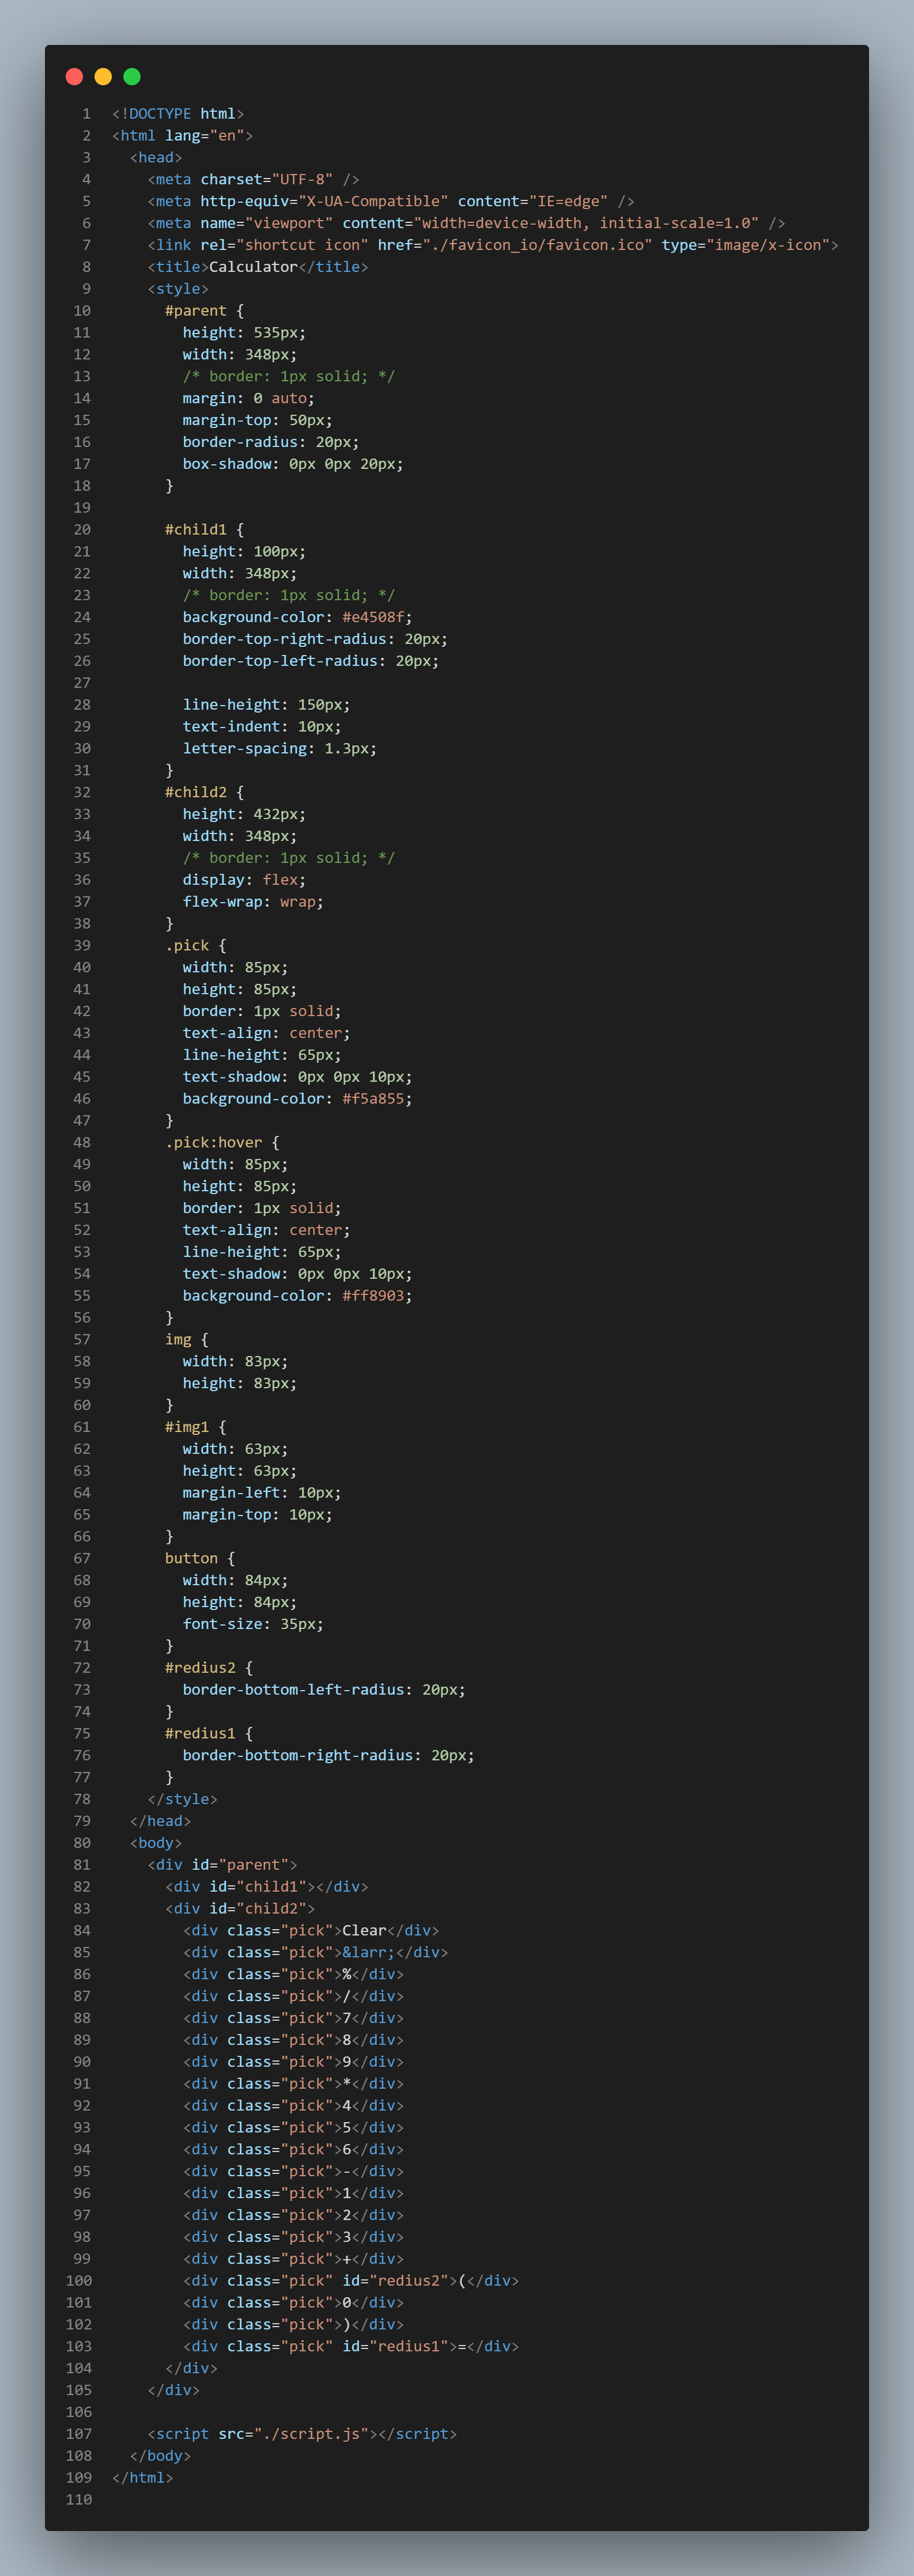 1 <!DOCTYPE html>
2 <html lang="en">
3   <head>
4     <meta charset="UTF-8" />
5     <meta http-equiv="X-UA-Compatible" content="IE=edge" />
6     <meta name="viewport" content="width=device-width, initial-scale=1.0" />
7     <link rel="shortcut icon" href="./favicon_io/favicon.ico" type="image/x-icon">
8     <title>Calculator</title>
9     <style>
10       #parent {
11         height: 535px;
12         width: 348px;
13         /* border: 1px solid; */
14         margin: 0 auto;
15         margin-top: 50px;
16         border-radius: 20px;
17         box-shadow: 0px 0px 20px;
18       }
19
20       #child1 {
21         height: 100px;
22         width: 348px;
23         /* border: 1px solid; */
24         background-color: #e4508f;
25         border-top-right-radius: 20px;
26         border-top-left-radius: 20px;
27
28         line-height: 150px;
29         text-indent: 10px;
30         letter-spacing: 1.3px;
31       }
32       #child2 {
33         height: 432px;
34         width: 348px;
35         /* border: 1px solid; */
36         display: flex;
37         flex-wrap: wrap;
38       }
39       .pick {
40         width: 85px;
41         height: 85px;
42         border: 1px solid;
43         text-align: center;
44         line-height: 65px;
45         text-shadow: 0px 0px 10px;
46         background-color: #f5a855;
47       }
48       .pick:hover {
49         width: 85px;
50         height: 85px;
51         border: 1px solid;
52         text-align: center;
53         line-height: 65px;
54         text-shadow: 0px 0px 10px;
55         background-color: #ff8903;
56       }
57       img {
58         width: 83px;
59         height: 83px;
60       }
61       #img1 {
62         width: 63px;
63         height: 63px;
64         margin-left: 10px;
65         margin-top: 10px;
66       }
67       button {
68         width: 84px;
69         height: 84px;
70         font-size: 35px;
71       }
72       #redius2 {
73         border-bottom-left-radius: 20px;
74       }
75       #redius1 {
76         border-bottom-right-radius: 20px;
77       }
78     </style>
79   </head>
80   <body>
81     <div id="parent">
82       <div id="child1"></div>
83       <div id="child2">
84         <div class="pick">Clear</div>
85         <div class="pick">&larr;</div>
86         <div class="pick">%</div>
87         <div class="pick">/</div>
88         <div class="pick">7</div>
89         <div class="pick">8</div>
90         <div class="pick">9</div>
91         <div class="pick">*</div>
92         <div class="pick">4</div>
93         <div class="pick">5</div>
94         <div class="pick">6</div>
95         <div class="pick">-</div>
96         <div class="pick">1</div>
97         <div class="pick">2</div>
98         <div class="pick">3</div>
99         <div class="pick">+</div>
100         <div class="pick" id="redius2">(</div>
101         <div class="pick">0</div>
102         <div class="pick">)</div>
103         <div class="pick" id="redius1">=</div>
104       </div>
105     </div>
106
107     <script src="./script.js"></script>
108   </body>
109 </html>
110